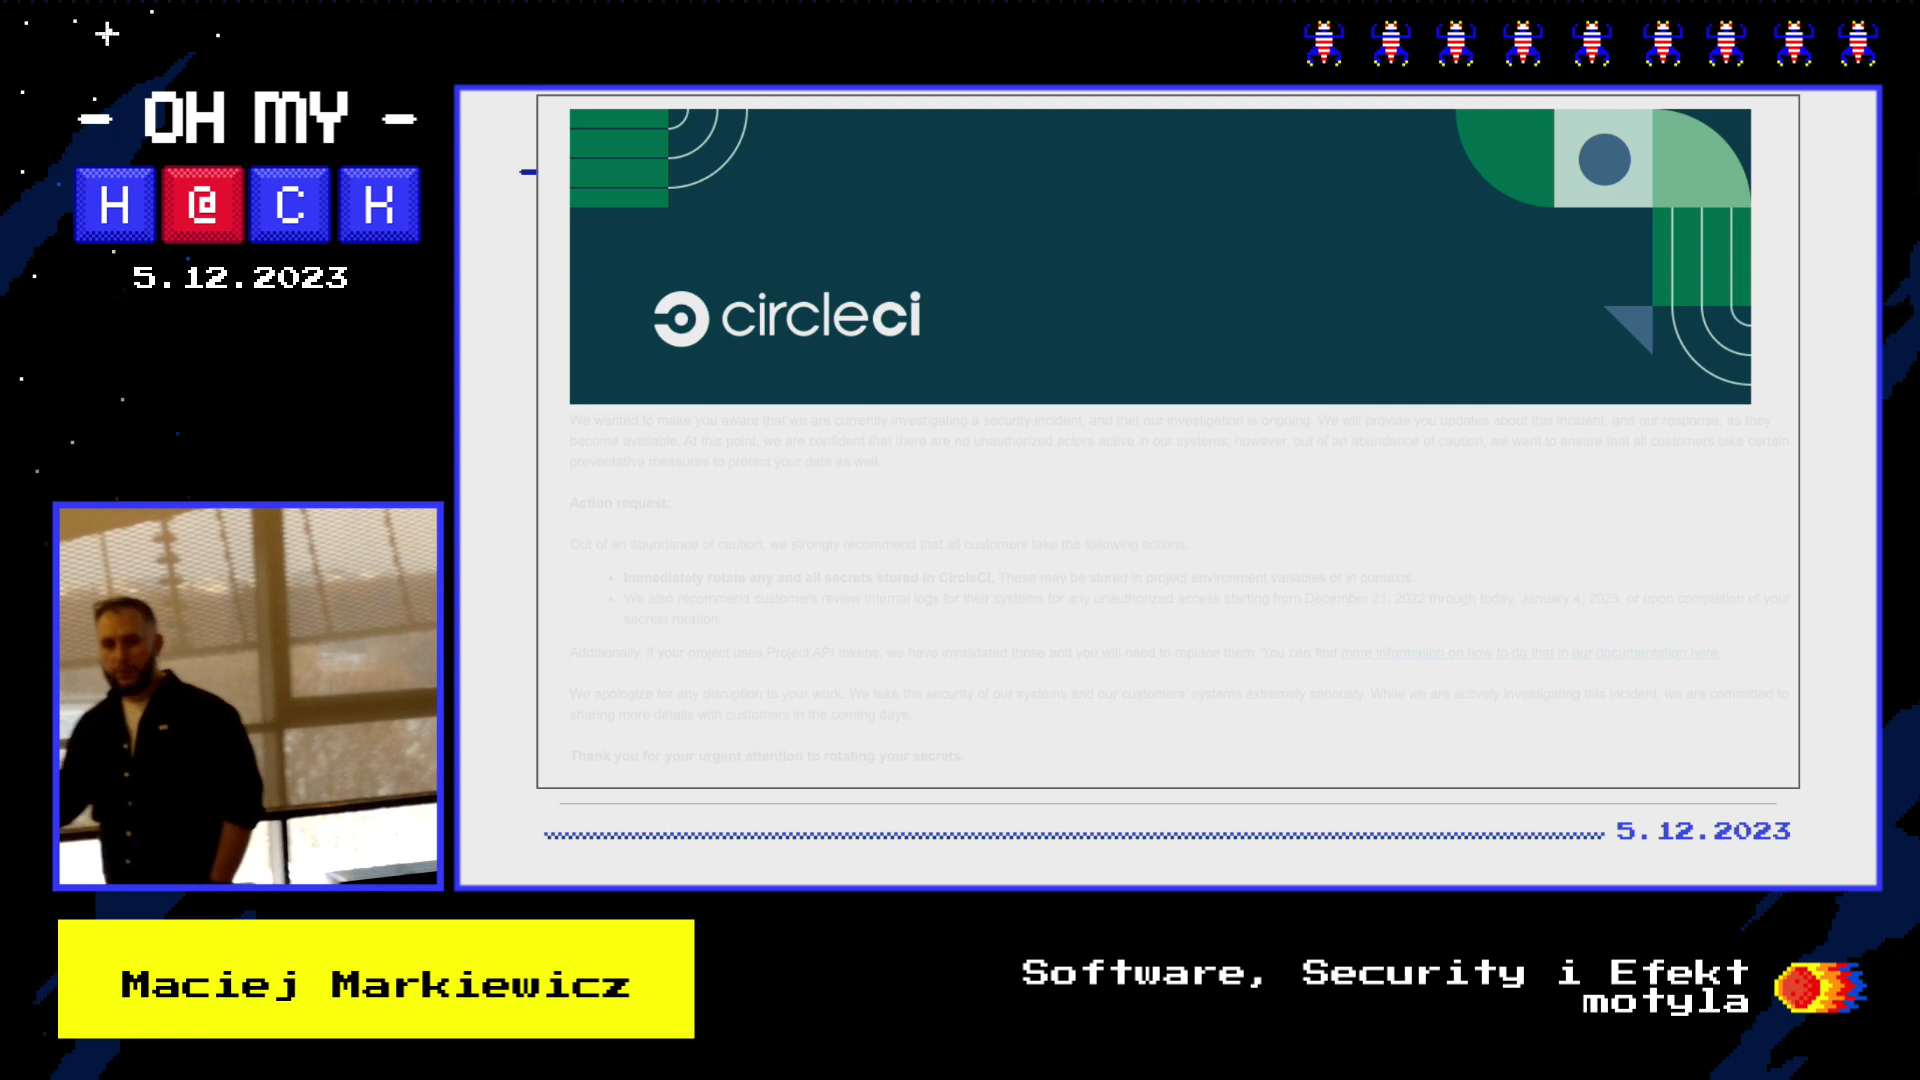 - OH MY -
H@CK
5.12.2023
circleci
We wanted to make you aware that we are currently investigating a security incident, and that our investigation is ongoing. We will provide you updates about this incident, and our response, as they
become available. At this point, we are confident that there are no unauthorized actors active in our systems; however, out of an abundance of caution, we want to ensure that all customers take certain
preventative measures to protect your data as well.
Action request:
Out of an abundance of caution, we strongly recommend that all customers take the following actions:
• Immediately rotate any and all secrets stored in CircleCI. These may be stored in project environment variables or in contexts.
• We also recommend customers review internal logs for their systems for any unauthorized access starting from December 21, 2022 through today, January 4, 2023, or upon completion of your
secrets rotation.
Additionally, if your project uses Project API tokens, we have invalidated those and you will need to replace them. You can find more information on how to do that in our documentation here.
We apologize for any disruption to your work. We take the security of our systems and our customers' systems extremely seriously. While we are actively investigating this incident, we are committed to
sharing more details with customers in the coming days.
Thank you for your urgent attention to rotating your secrets.
5.12.2023
Maciej Markiewicz
Software, Security i Efekt
motyla